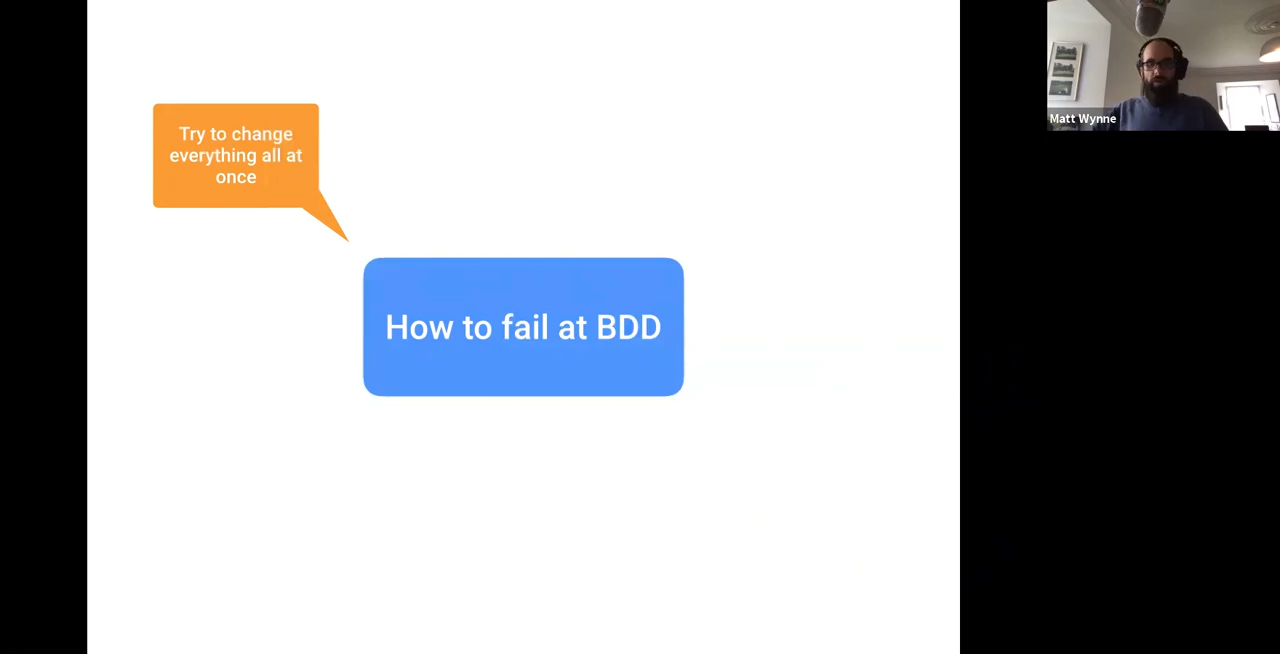 Try to change
everything all at
once
How to fail at BDD
Matt Wynne